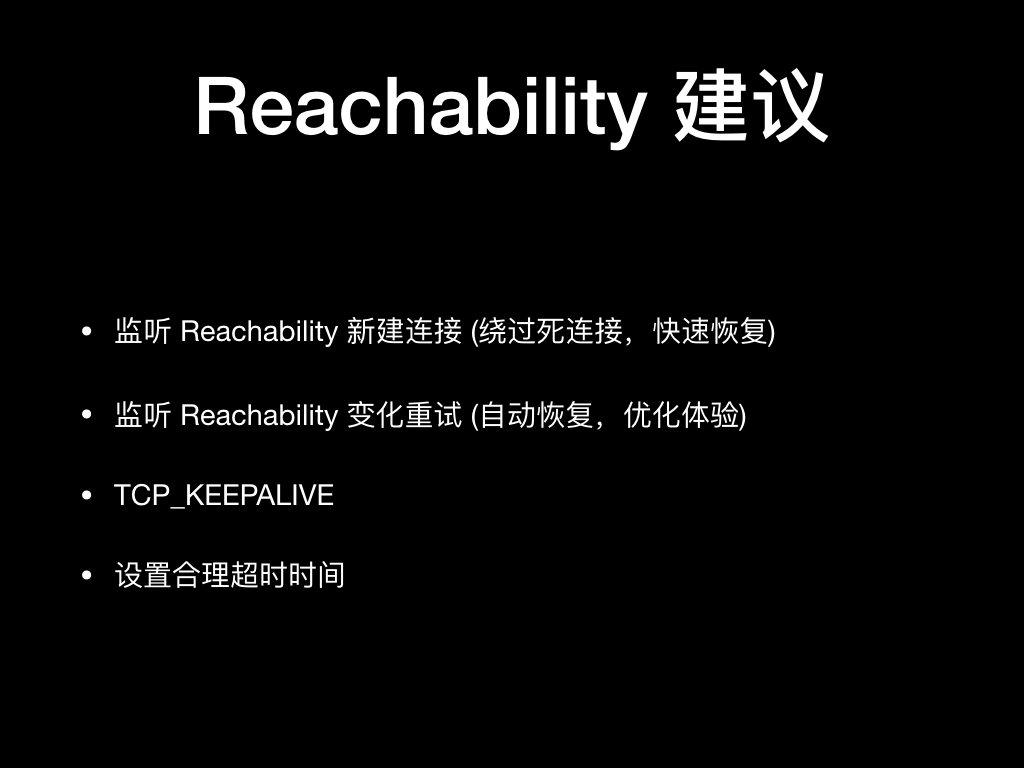 Reachability 建议
• 监听 Reachability 新建连接 (绕过死连接，快速恢复)
• 监听 Reachability 变化重试 (自动恢复，优化体验)
• TCP_KEEPALIVE
• 设置合理超时时间